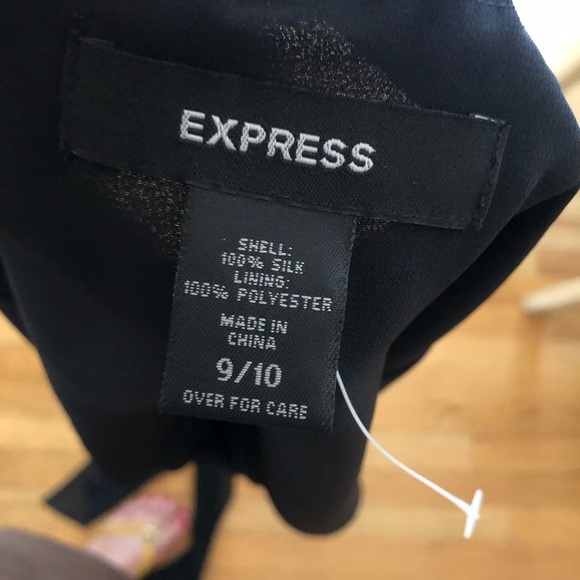 EXPRESS
SHELL:
100% SILK
LINING:
100% POLYESTER
MADE IN
CHINA
9/10
OVER FOR CARE